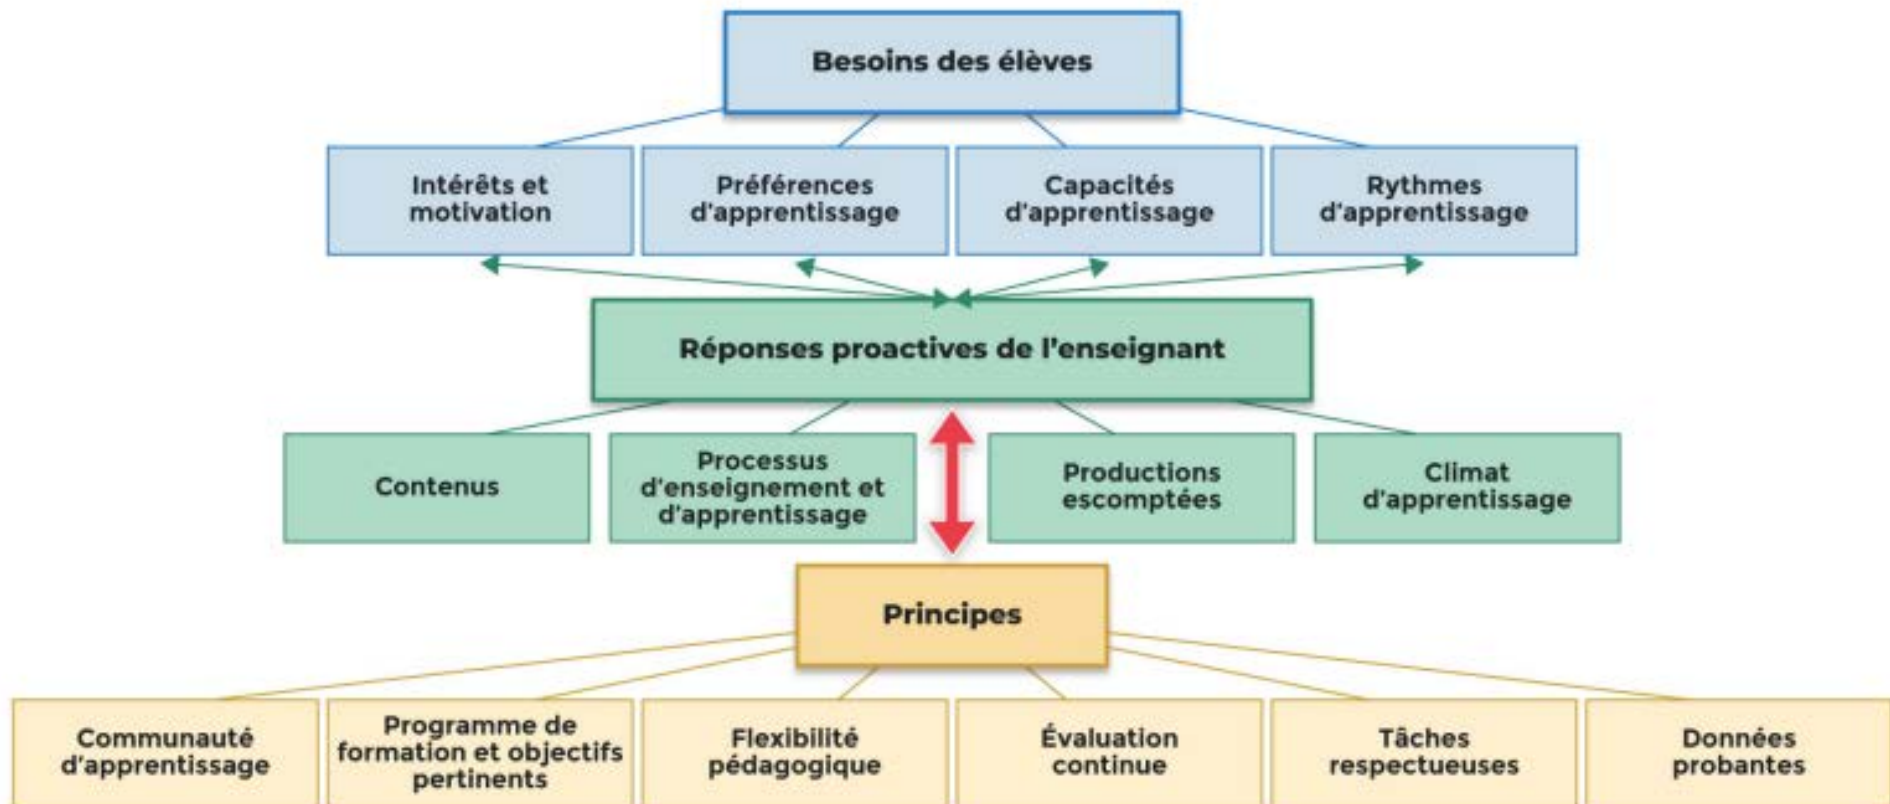 Besoins des élèves
Intérêts et
motivation
Préférences
d'apprentissage
Capacités
d'apprentissage
Rythmes
d'apprentissage
Réponses proactives de l'enseignant
Contenus
Processus
d'enseignement et
d'apprentissage
Productions
escomptées
Climat
d'apprentissage
Principes
Communauté
d'apprentissage
Programme de
formation et objectifs
pertinents
Flexibilité
pédagogique
Évaluation
continue
Tâches
respectueuses
Données
probantes